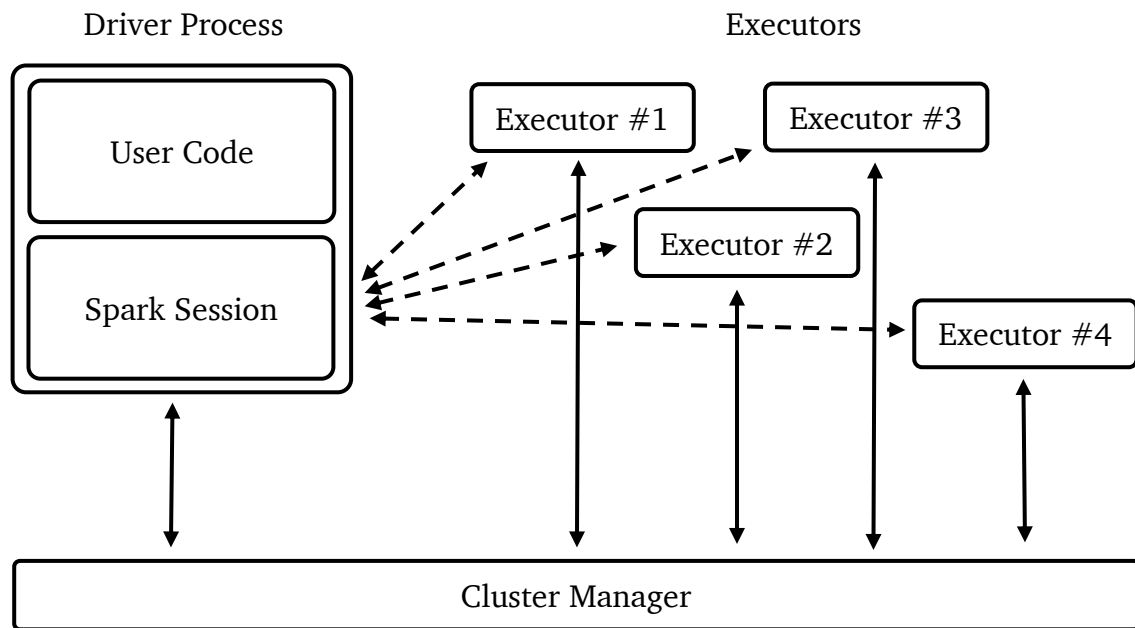 Driver Process
Executors
User Code
Spark Session
Executor #1
Executor #3
Executor #2
Executor #4
Cluster Manager